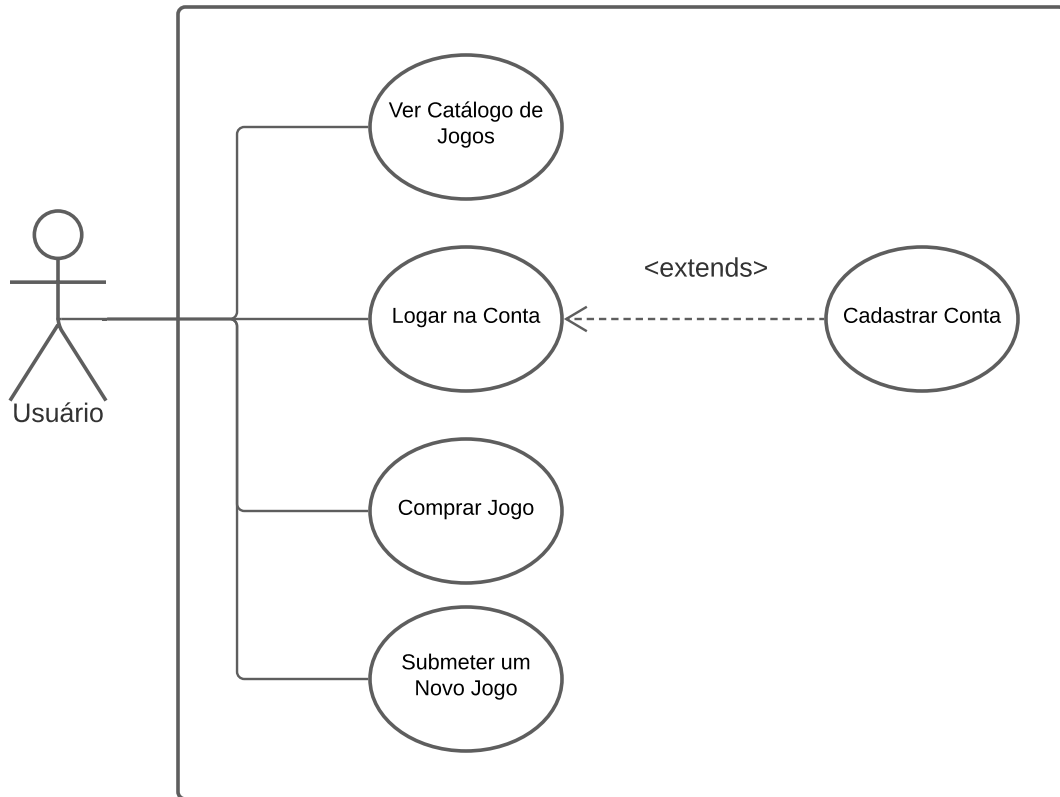 Ver Catálogo de
Jogos
<extends>
Logar na Conta
Cadastrar Conta
Usuário
Comprar Jogo
Submeter um
Novo Jogo